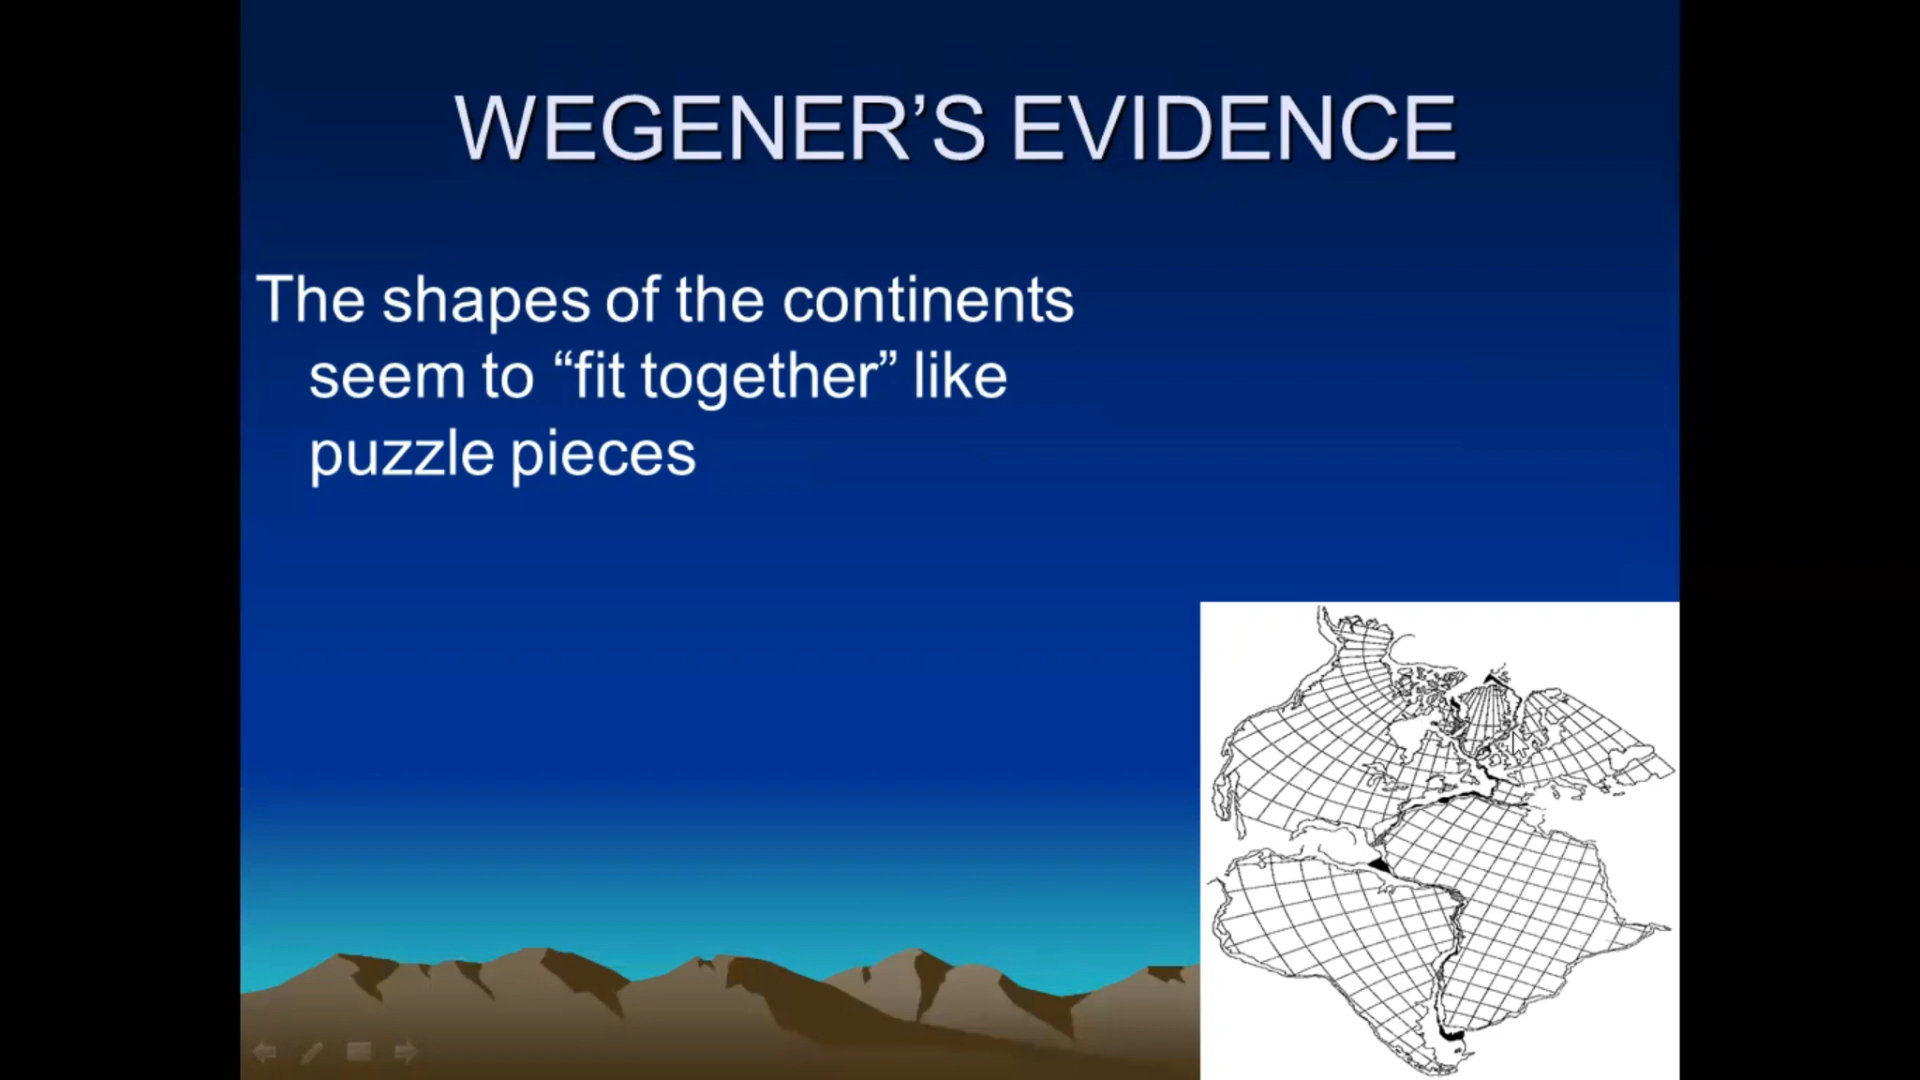 WEGENER’S EVIDENCE
The shapes of the continents
seem to “fit together” like
puzzle pieces